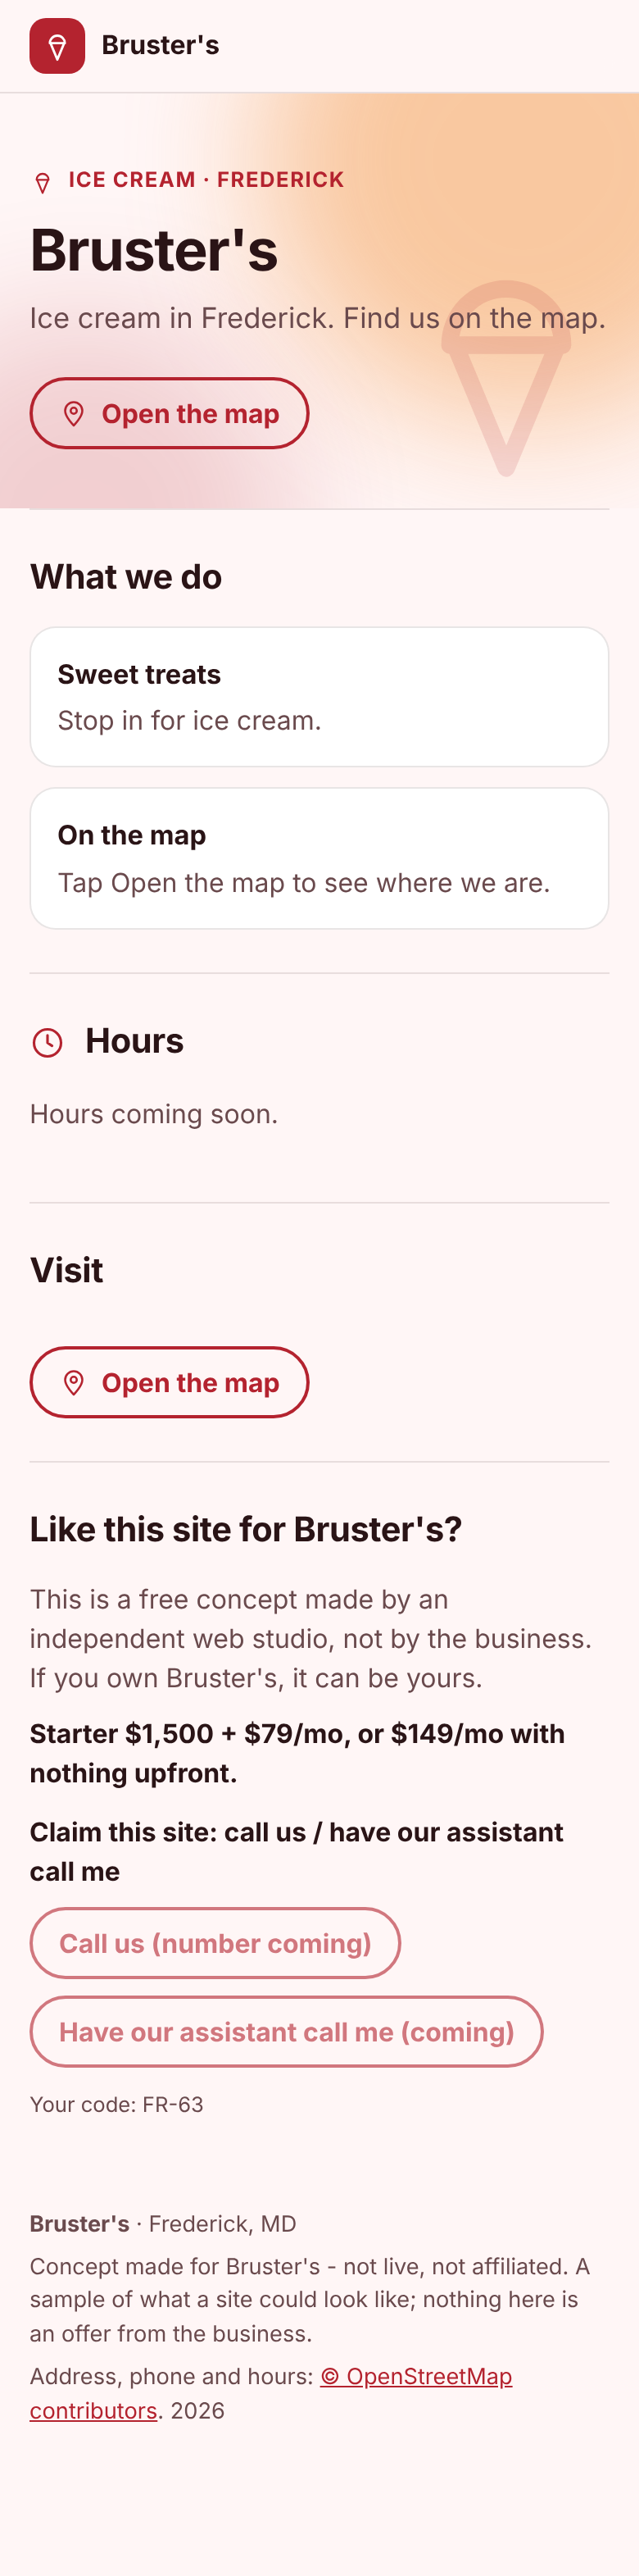 Bruster's
ICE CREAM · FREDERICK
Bruster's
Ice cream in Frederick. Find us on the map.
Open the map
What we do
Sweet treats
Stop in for ice cream.
On the map
Tap Open the map to see where we are.
Hours
Hours coming soon.
Visit
Open the map
Like this site for Bruster's?
This is a free concept made by an
independent web studio, not by the business.
If you own Bruster's, it can be yours.
Starter $1,500 + $79/mo, or $149/mo with
nothing upfront.
Claim this site: call us / have our assistant
call me
Call us (number coming)
Have our assistant call me (coming)
Your code: FR-63
Bruster's · Frederick, MD
Concept made for Bruster's - not live, not affiliated. A
sample of what a site could look like; nothing here is
an offer from the business.
Address, phone and hours: © OpenStreetMap
contributors. 2026